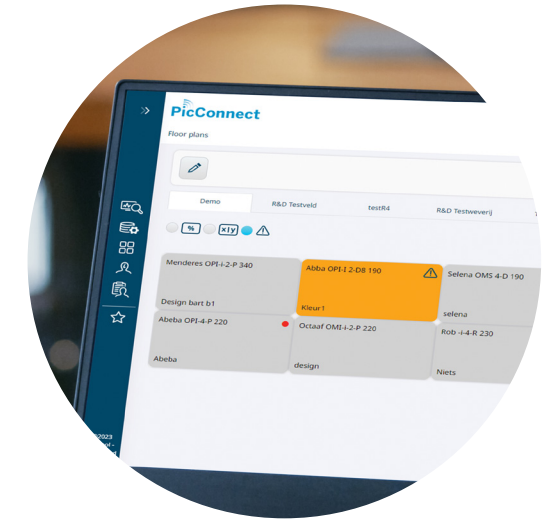 PicConnect
Floor plans
Demo R&D Testveld testR4 R&D Testweverij
% x|y
Menderes OPI-i-2-P 340
Design bart b1
Abba OPI-I 2-D8 190
Kleur1
Selena OMS 4-D 190
selena
Abeba OPI-4-P 220
Abeba
Octaaf OMI-i-2-P 220
design
Rob -i-4-R 230
Niets
2023